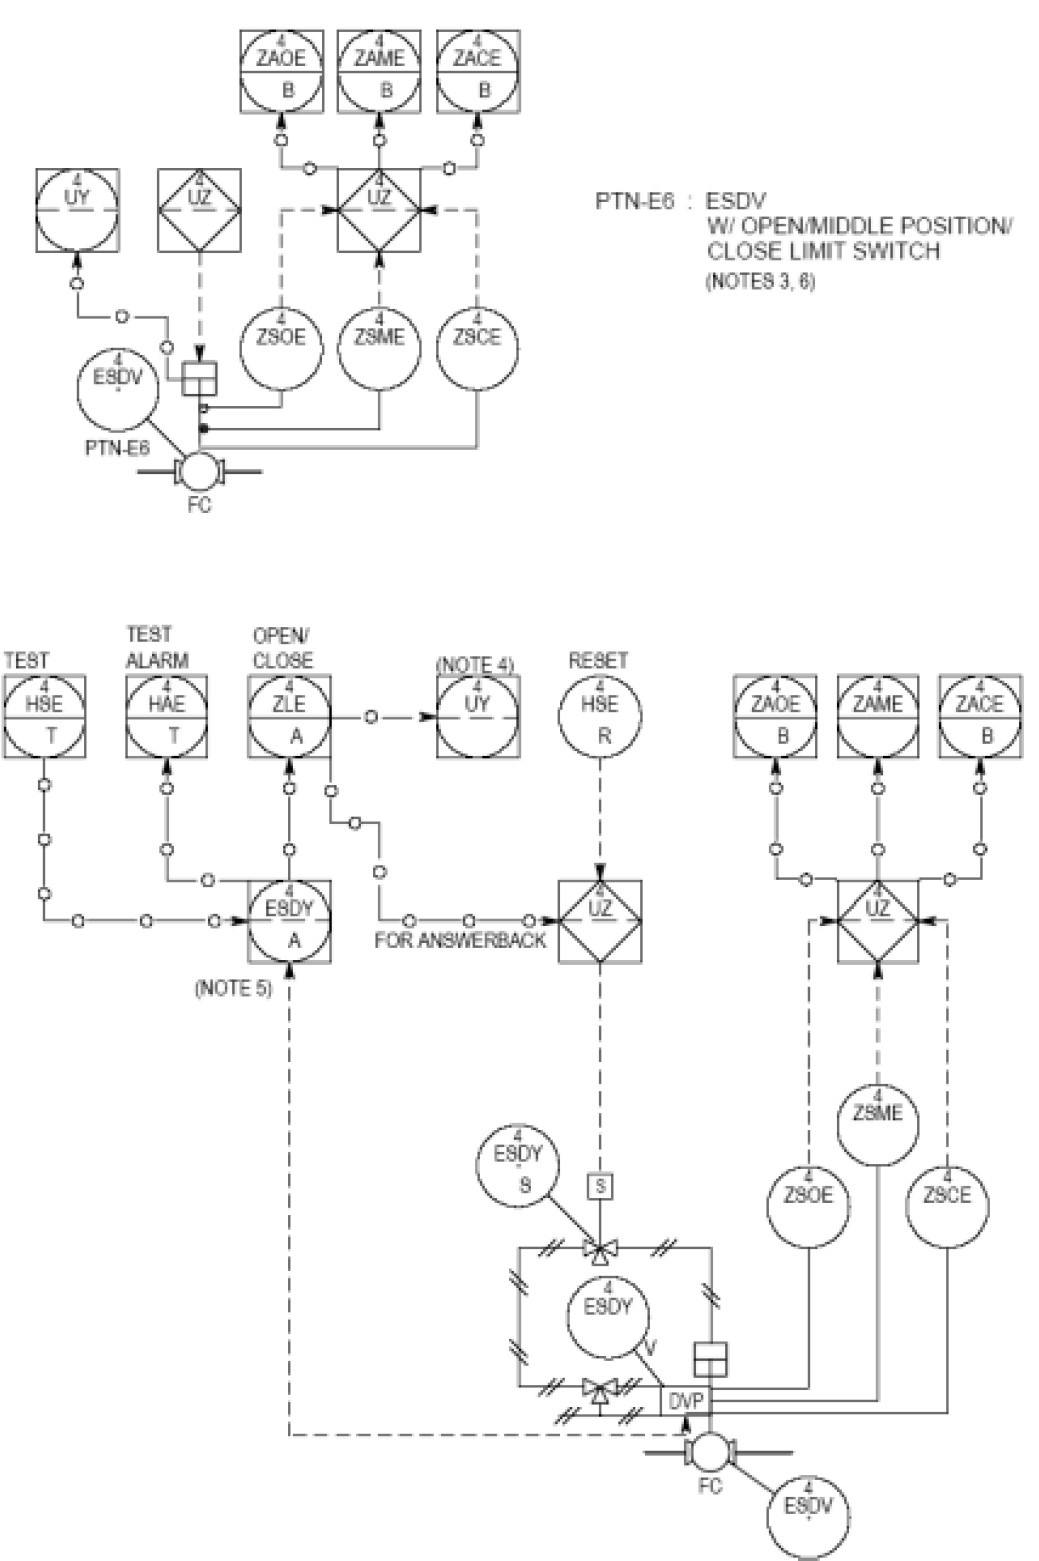 4
ZAOE
B
4
ZAME
B
4
ZACE
B
4
UY
4
UZ
4
UZ
PTN-E6 : ESDV
W/ OPEN/MIDDLE POSITION/
CLOSE LIMIT SWITCH
(NOTES 3, 6)
4
ZSOE
4
ZSME
4
ZSCE
4
ESDV
PTN-E6
FC
TEST
TEST
ALARM
OPEN/
CLOSE
(NOTE 4)
RESET
4
HSE
T
4
HAE
T
4
ZLE
A
4
UY
4
HSE
R
4
ZAOE
B
4
ZAME
4
ZACE
B
4
ESDY
A
4
UZ
4
UZ
FOR ANSWERBACK
(NOTE 5)
4
ZSME
4
ESDY
S
S
4
ZSOE
4
ZSCE
4
ESDY
V
DVP
FC
4
ESDV